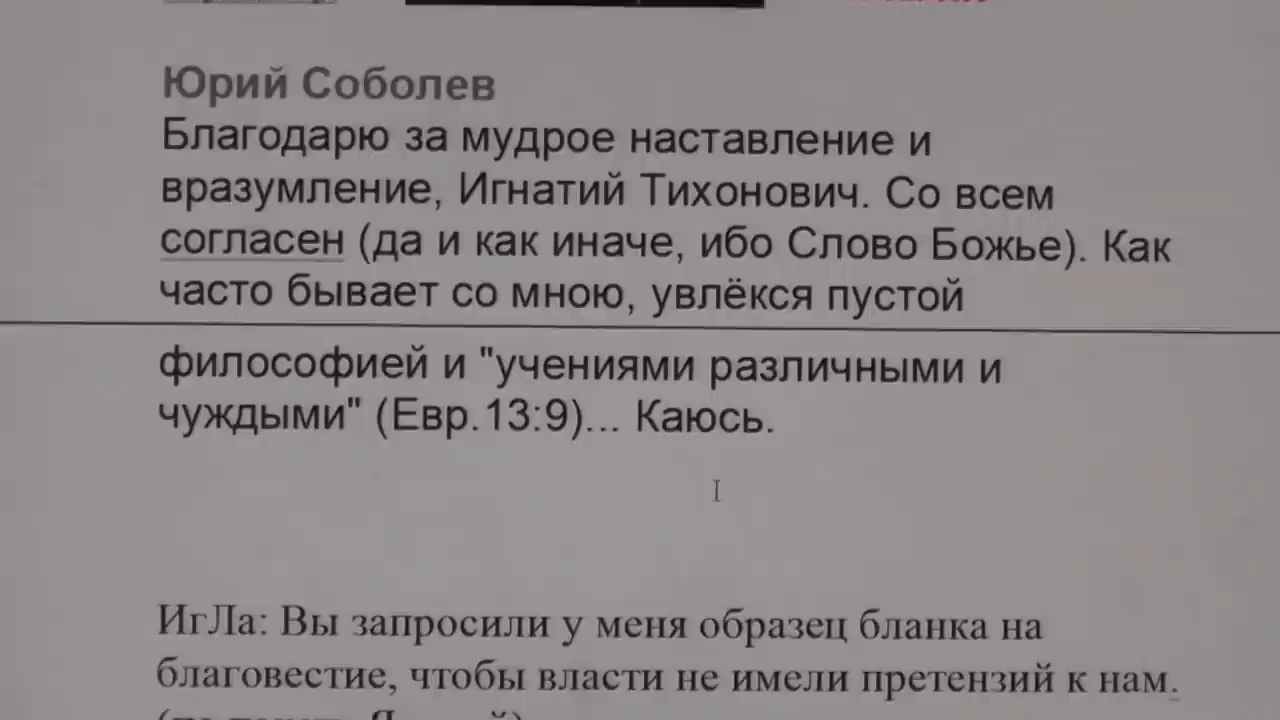 Юрий Соболев
Благодарю за мудрое наставление и
вразумление, Игнатий Тихонович. Со всем
согласен (да и как иначе, ибо Слово Божье). Как
часто бывает со мною, увлёкся пустой
философией и "учениями различными и
чуждыми" (Евр.13:9)... Каюсь.
ИгЛа: Вы запросили у меня образец бланка на
благовестие, чтобы власти не имели претензий к нам.